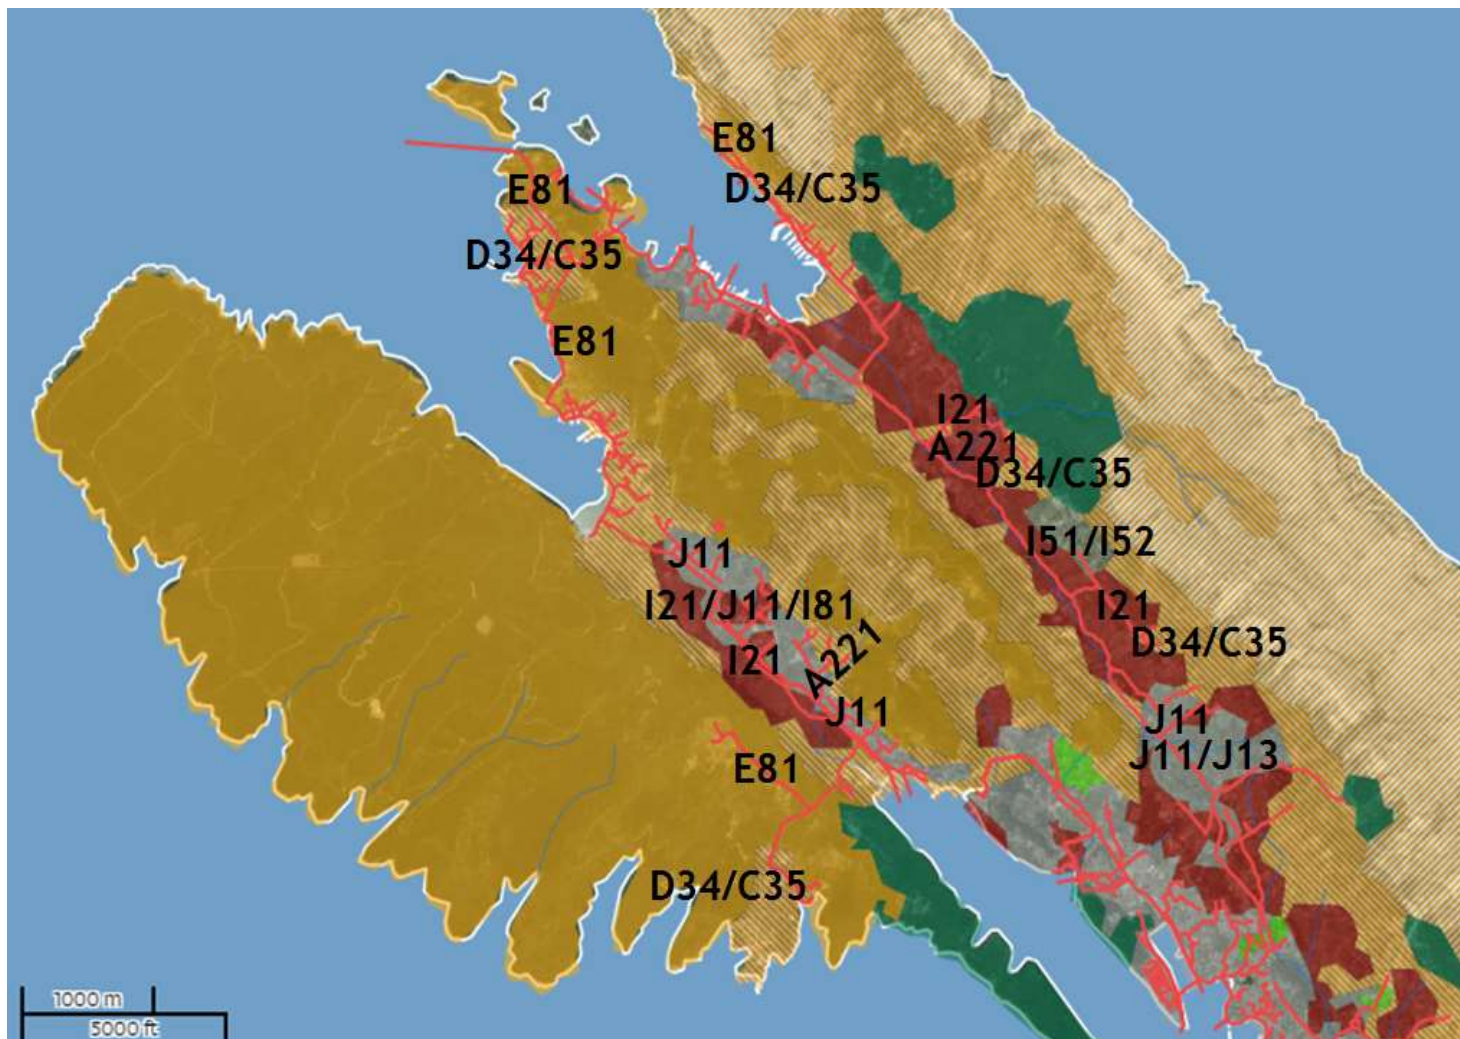 E81
D34/C35
E81
D34/C35
E81
I21
A221
D34/C35
I51/I52
J11
I21/J11/I81
I21
D34/C35
A221
I21
J11
J11
J11/J13
E81
D34/C35
1000 m
5000 ft